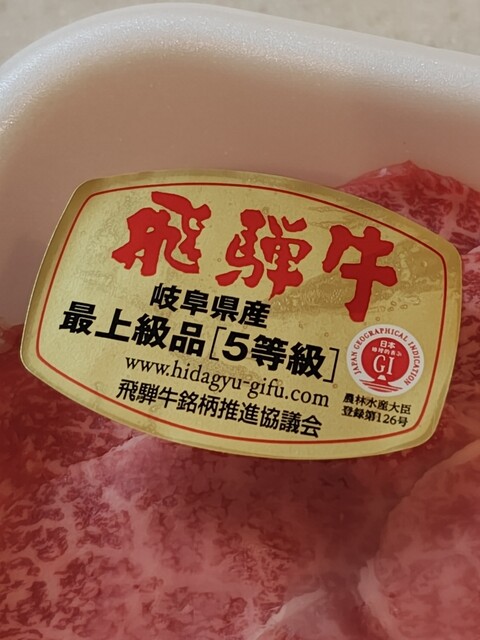 飛騨牛
岐阜県産
最上級品[5等級]
www.hidagyu-gifu.com
飛騨牛銘柄推進協議会
JAPAN GEOGRAPHICAL INDICATION
日本
地理的表示
GI
農林水産大臣
登録第126号